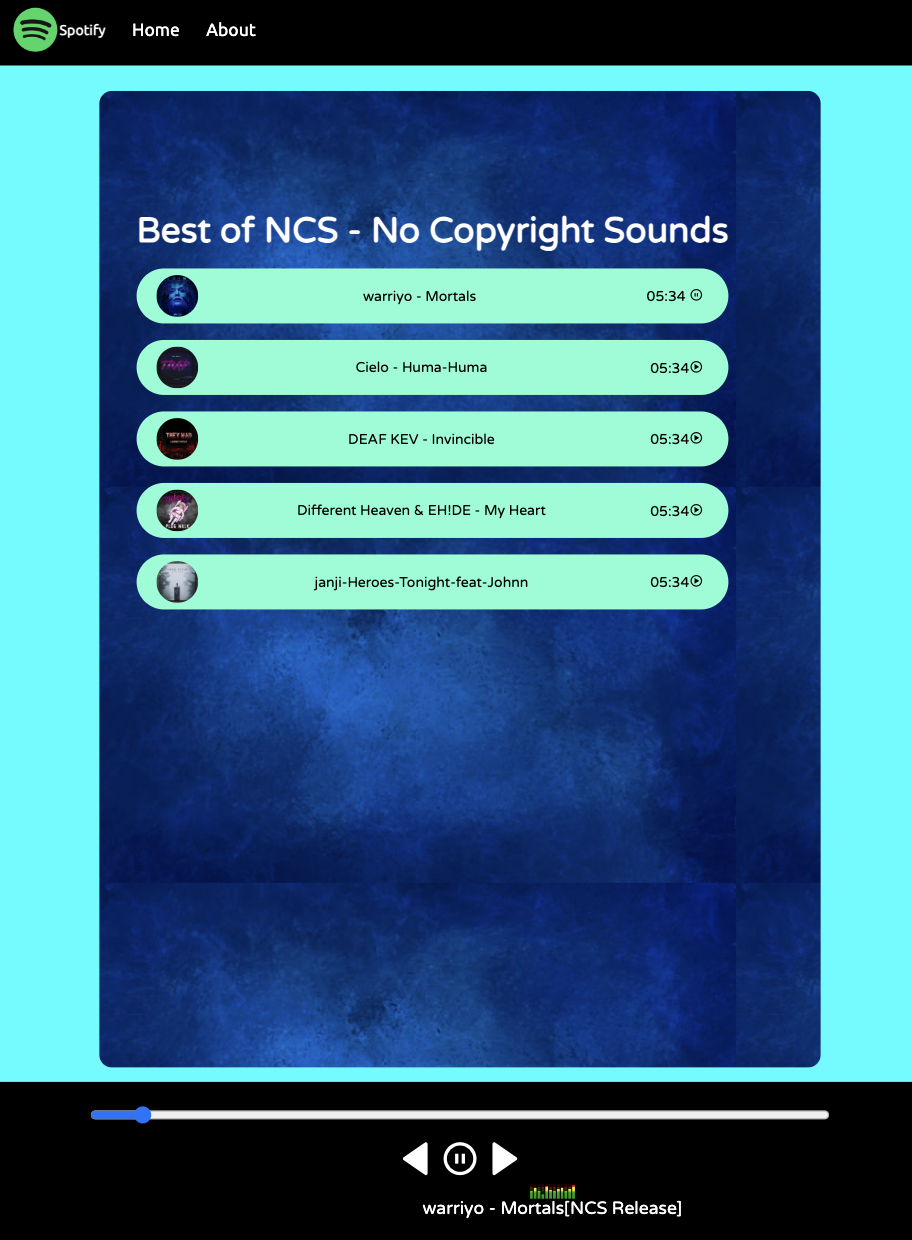 Spotify Home About
Best of NCS - No Copyright Sounds
warriyo - Mortals 05:34
Cielo - Huma-Huma 05:34
DEAF KEV - Invincible 05:34
Different Heaven & EH!DE - My Heart 05:34
janji-Heroes-Tonight-feat-Johnn 05:34
warriyo - Mortals[NCS Release]